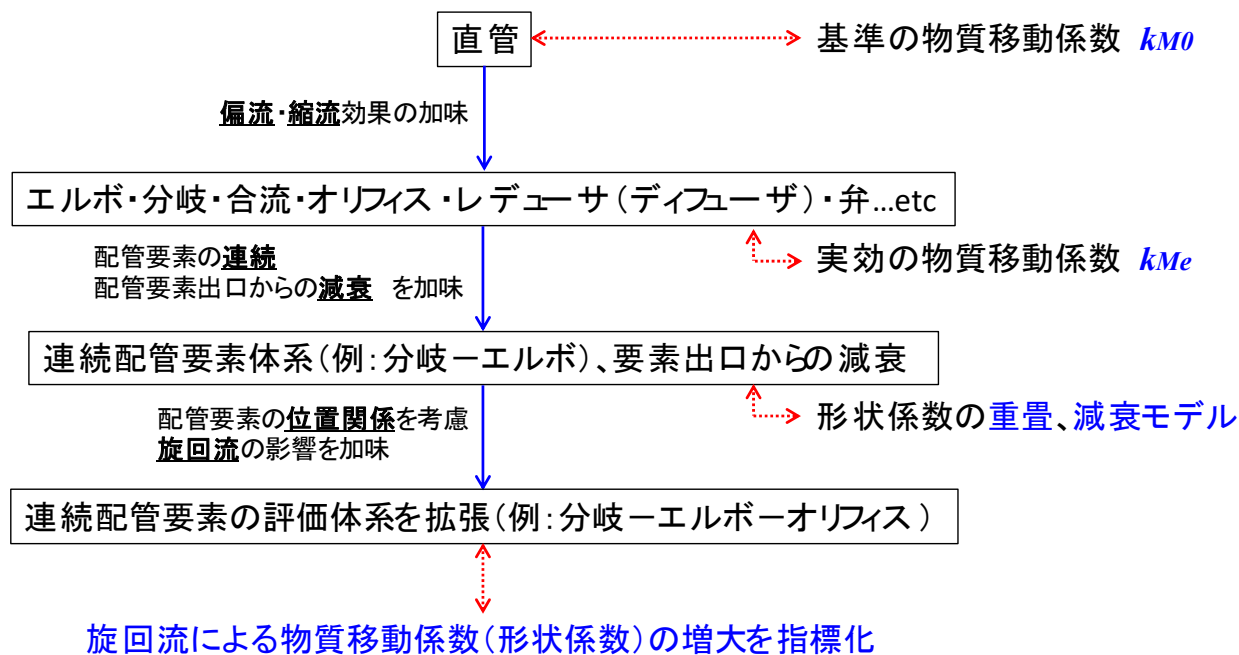 直管
基準の物質移動係数 kM0
偏流・縮流効果の加味
エルボ・分岐・合流・オリフィス・レデューサ(ディフューザ)・弁...etc
配管要素の連続
配管要素出口からの減衰 を加味
実効の物質移動係数 kMe
連続配管要素体系(例:分岐ーエルボ)、要素出口からの減衰
配管要素の位置関係を考慮
旋回流の影響を加味
形状係数の重畳、減衰モデル
連続配管要素の評価体系を拡張(例:分岐ーエルボーオリフィス)
旋回流による物質移動係数(形状係数)の増大を指標化